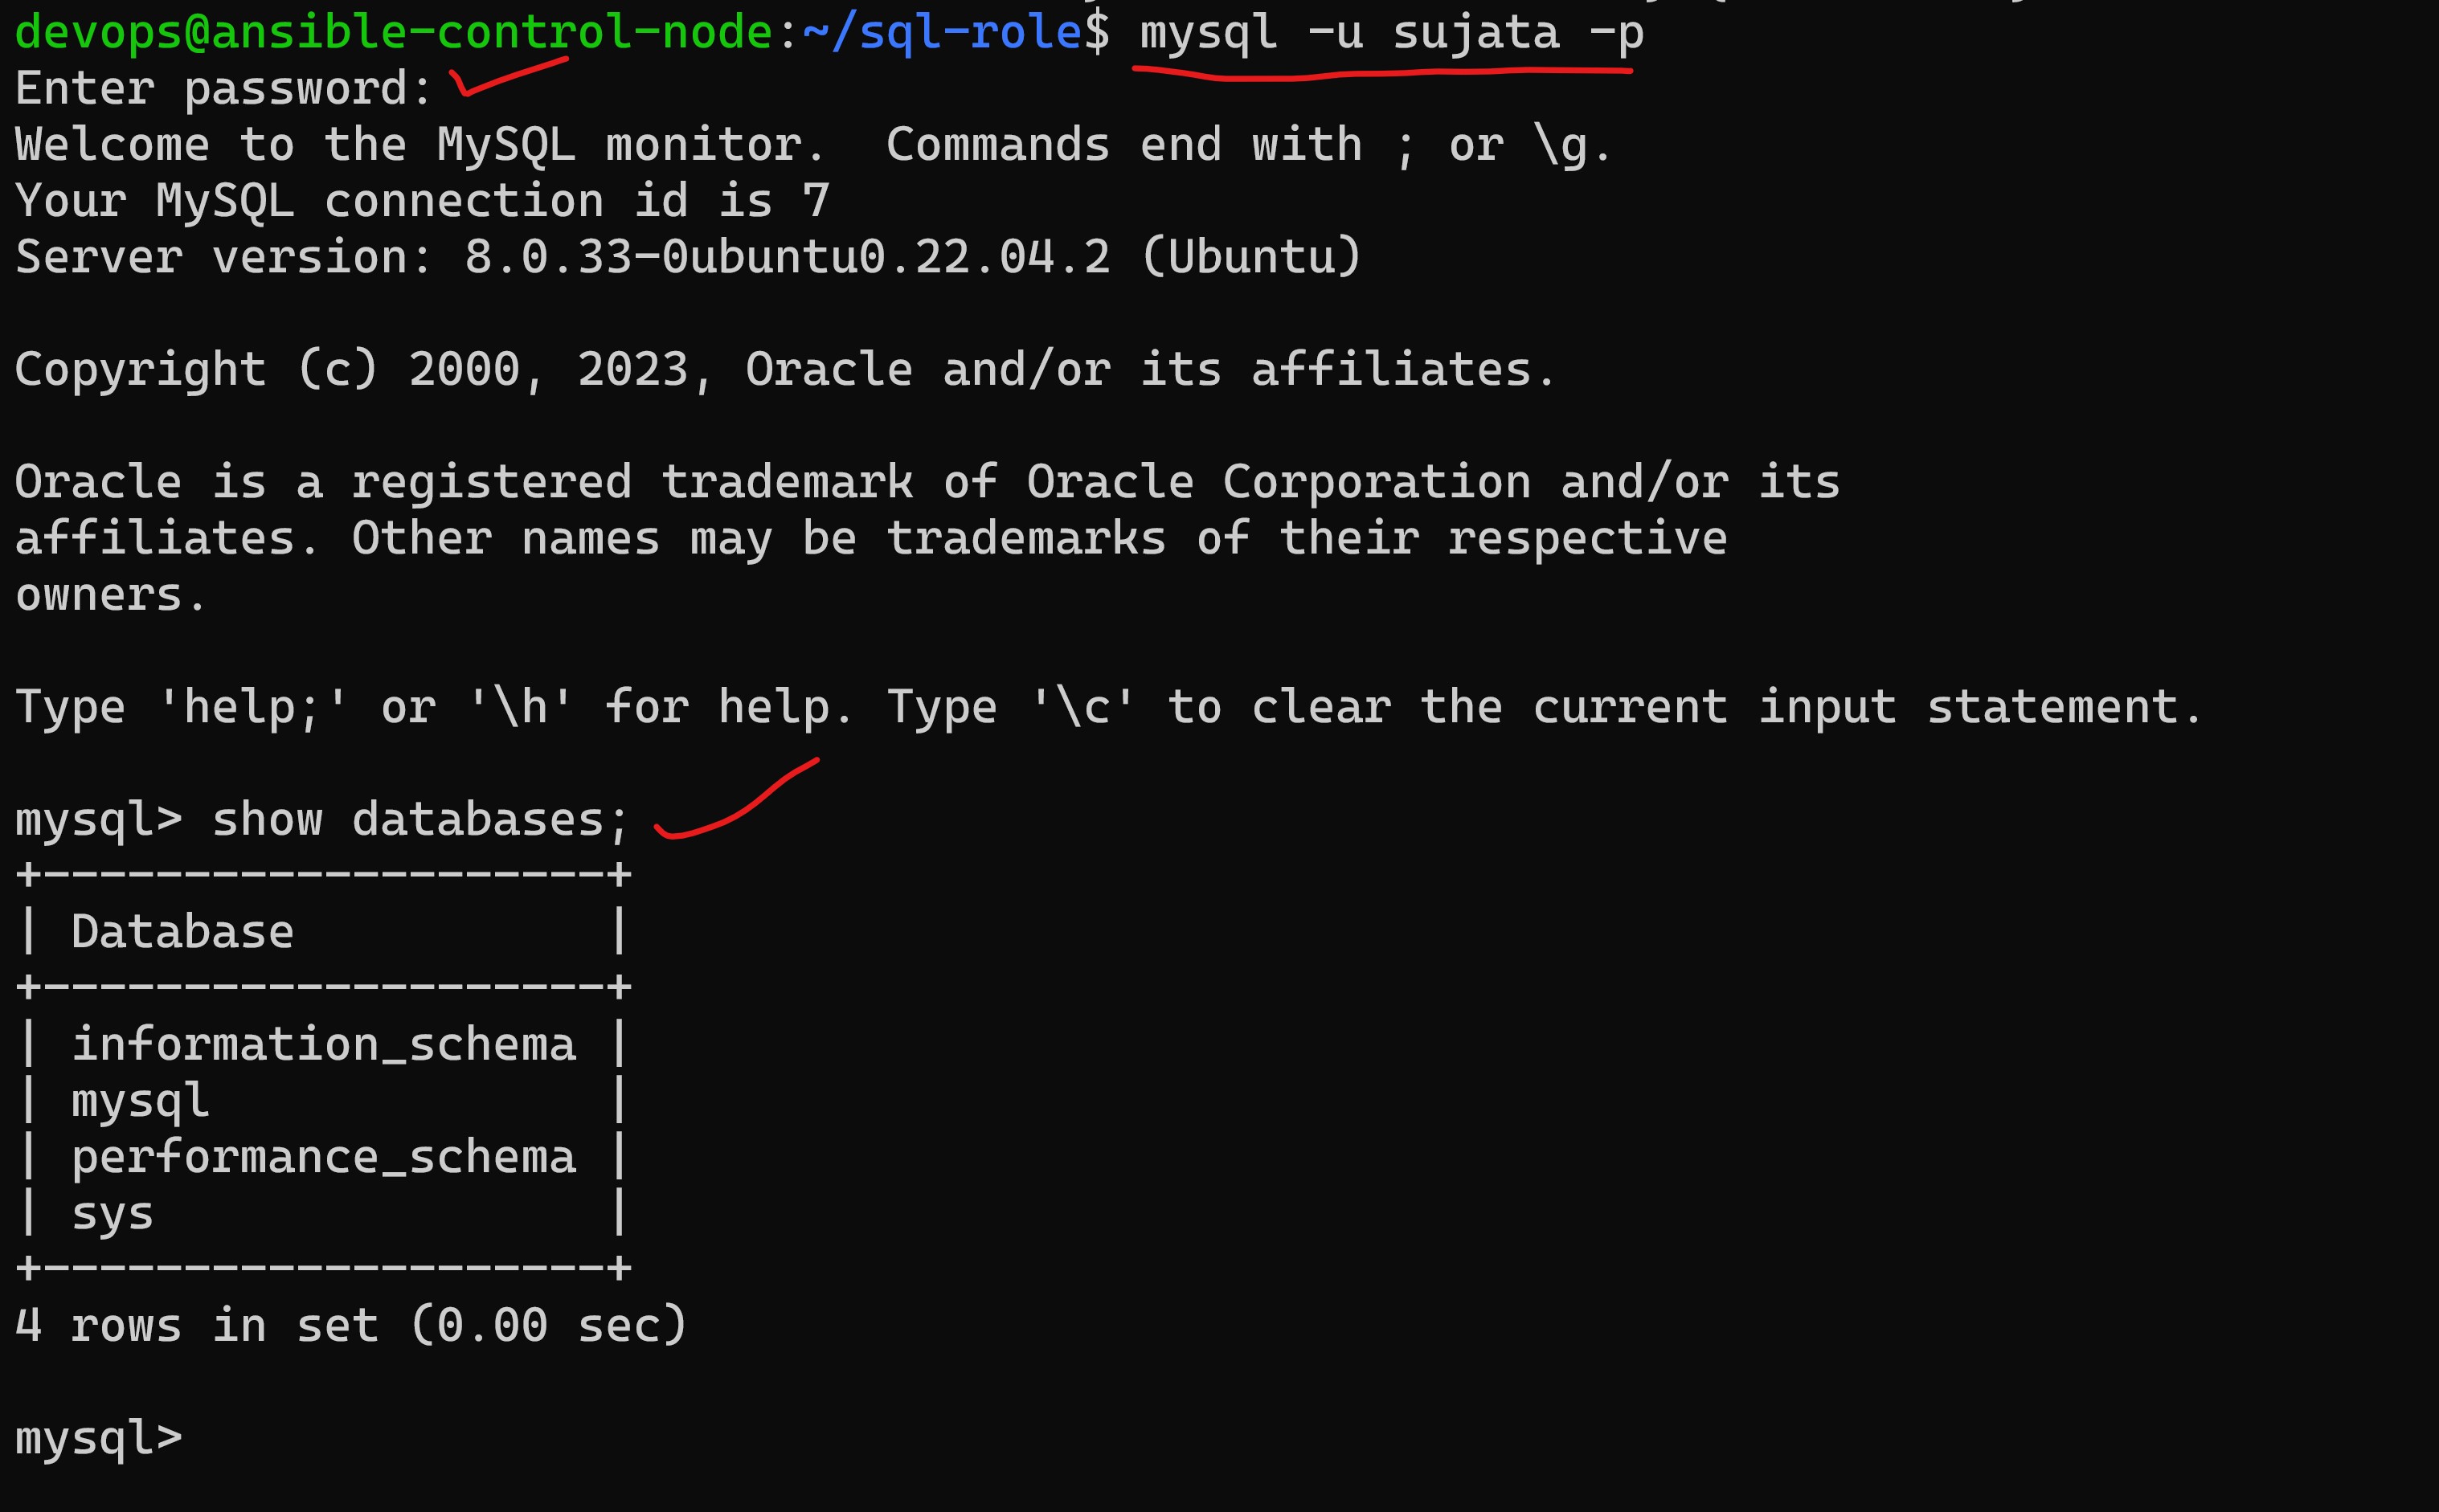 devops@ansible-control-node:~/sql-role$ mysql -u sujata -p
Enter password:
Welcome to the MySQL monitor.  Commands end with ; or \g.
Your MySQL connection id is 7
Server version: 8.0.33-0ubuntu0.22.04.2 (Ubuntu)

Copyright (c) 2000, 2023, Oracle and/or its affiliates.

Oracle is a registered trademark of Oracle Corporation and/or its
affiliates. Other names may be trademarks of their respective
owners.

Type 'help;' or '\h' for help. Type '\c' to clear the current input statement.

mysql> show databases;
+--------------------+
| Database           |
+--------------------+
| information_schema |
| mysql              |
| performance_schema |
| sys                |
+--------------------+
4 rows in set (0.00 sec)

mysql>